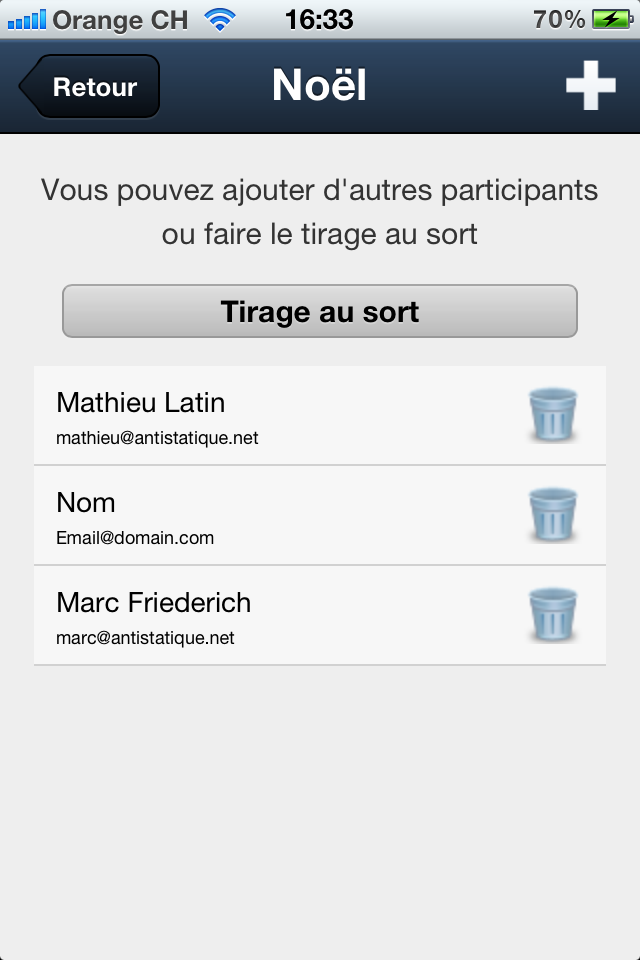 Orange CH 16:33 70%
Retour Noël
Vous pouvez ajouter d'autres participants
ou faire le tirage au sort
Tirage au sort
Mathieu Latin
mathieu@antistatique.net
Nom
Email@domain.com
Marc Friederich
marc@antistatique.net